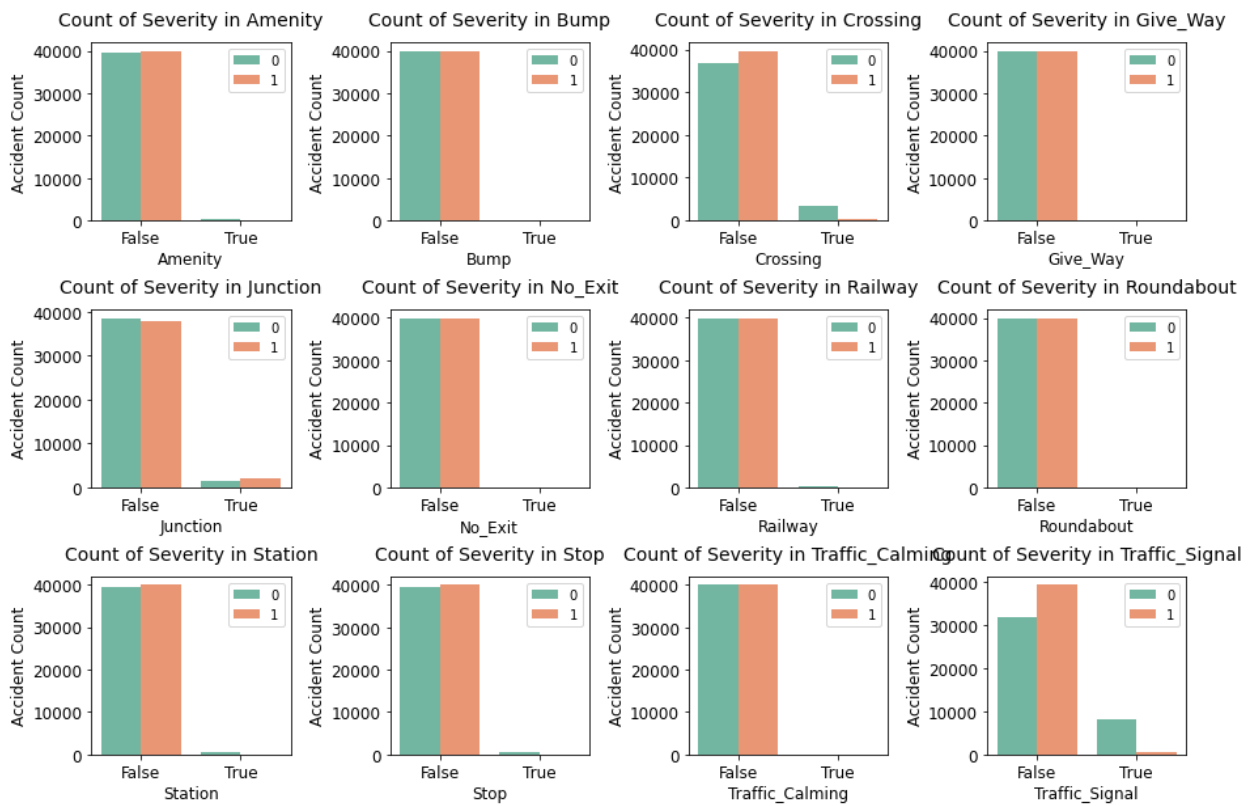 Count of Severity in Amenity
Accident Count
40000
30000
20000
10000
0
0
1
False True
Amenity
Count of Severity in Bump
Accident Count
40000
30000
20000
10000
0
0
1
False True
Bump
Count of Severity in Crossing
Accident Count
40000
30000
20000
10000
0
0
1
False True
Crossing
Count of Severity in Give_Way
Accident Count
40000
30000
20000
10000
0
0
1
False True
Give_Way
Count of Severity in Junction
Accident Count
40000
30000
20000
10000
0
0
1
False True
Junction
Count of Severity in No_Exit
Accident Count
40000
30000
20000
10000
0
0
1
False True
No_Exit
Count of Severity in Railway
Accident Count
40000
30000
20000
10000
0
0
1
False True
Railway
Count of Severity in Roundabout
Accident Count
40000
30000
20000
10000
0
0
1
False True
Roundabout
Count of Severity in Station
Accident Count
40000
30000
20000
10000
0
0
1
False True
Station
Count of Severity in Stop
Accident Count
40000
30000
20000
10000
0
0
1
False True
Stop
Count of Severity in Traffic_Calming
Accident Count
40000
30000
20000
10000
0
0
1
False True
Traffic_Calming
Count of Severity in Traffic_Signal
Accident Count
40000
30000
20000
10000
0
0
1
False True
Traffic_Signal